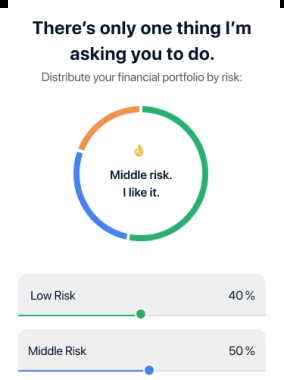 There's only one thing I'm
asking you to do.
Distribute your financial portfolio by risk:
Middle risk.
I like it.
Low Risk 40 %
Middle Risk 50 %